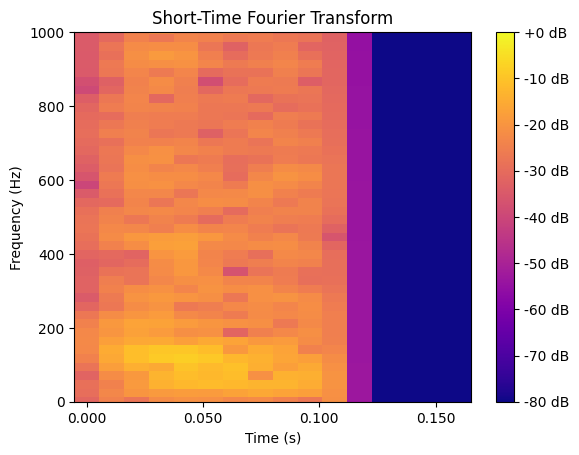 Short-Time Fourier Transform
Frequency (Hz)
1000
800
600
400
200
0
0.000
0.050
0.100
0.150
Time (s)
+0 dB
-10 dB
-20 dB
-30 dB
-40 dB
-50 dB
-60 dB
-70 dB
-80 dB